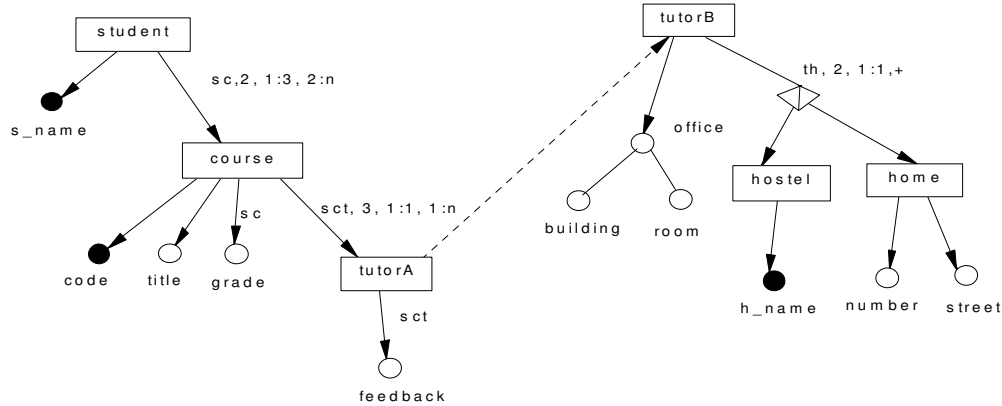 student
tutorB
sc,2, 1:3, 2:n
th, 2, 1:1,+
s_name
office
course
hostel
home
sct, 3, 1:1, 1:n
sc
building
room
code
title
grade
tutorA
h_name
number
street
sct
feedback